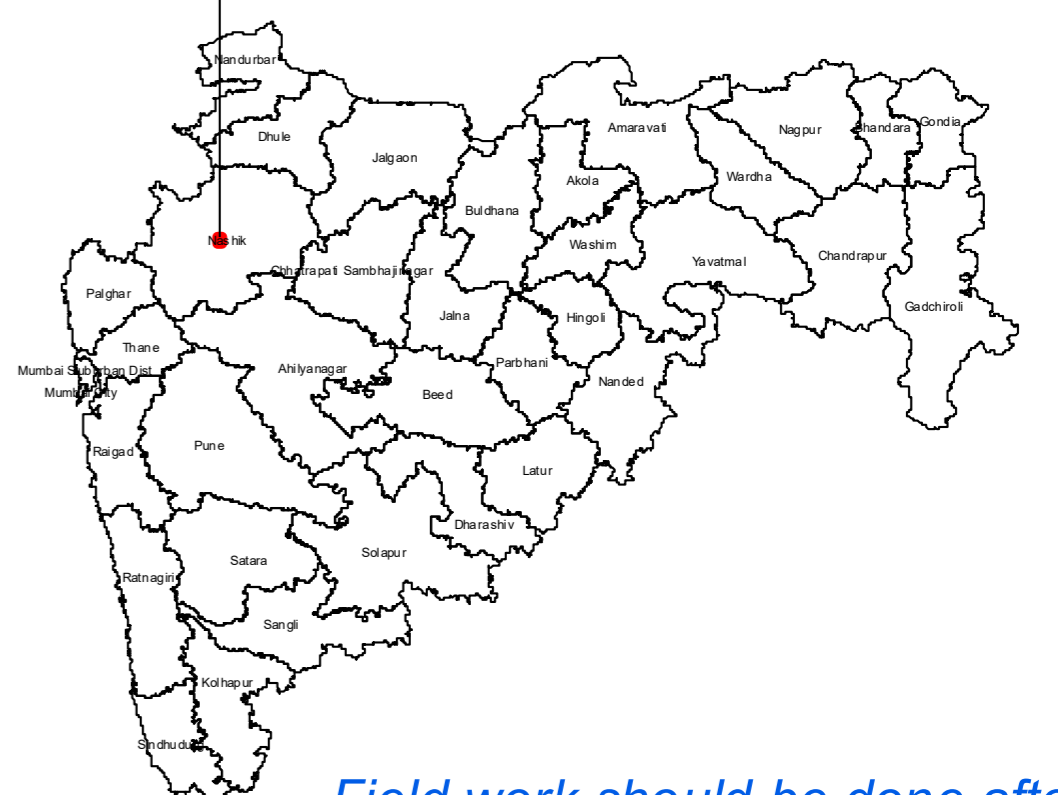 Nandurbar
Dhule
Jalgaon
Amaravati
Nagpur
Bhandara
Gondia
Akola
Wardha
Buldhana
Nashik
Washim
Chhatrapati Sambhajinagar
Yavatmal
Chandrapur
Palghar
Jalna
Hingoli
Gadchiroli
Thane
Ahilyanagar
Parbhani
Mumbai Suburban Dist
Nanded
Mumbai City
Beed
Raigad
Pune
Latur
Dharashiv
Solapur
Satara
Ratnagiri
Sangli
Kolhapur
Sindhudurg
Field work should be done afte